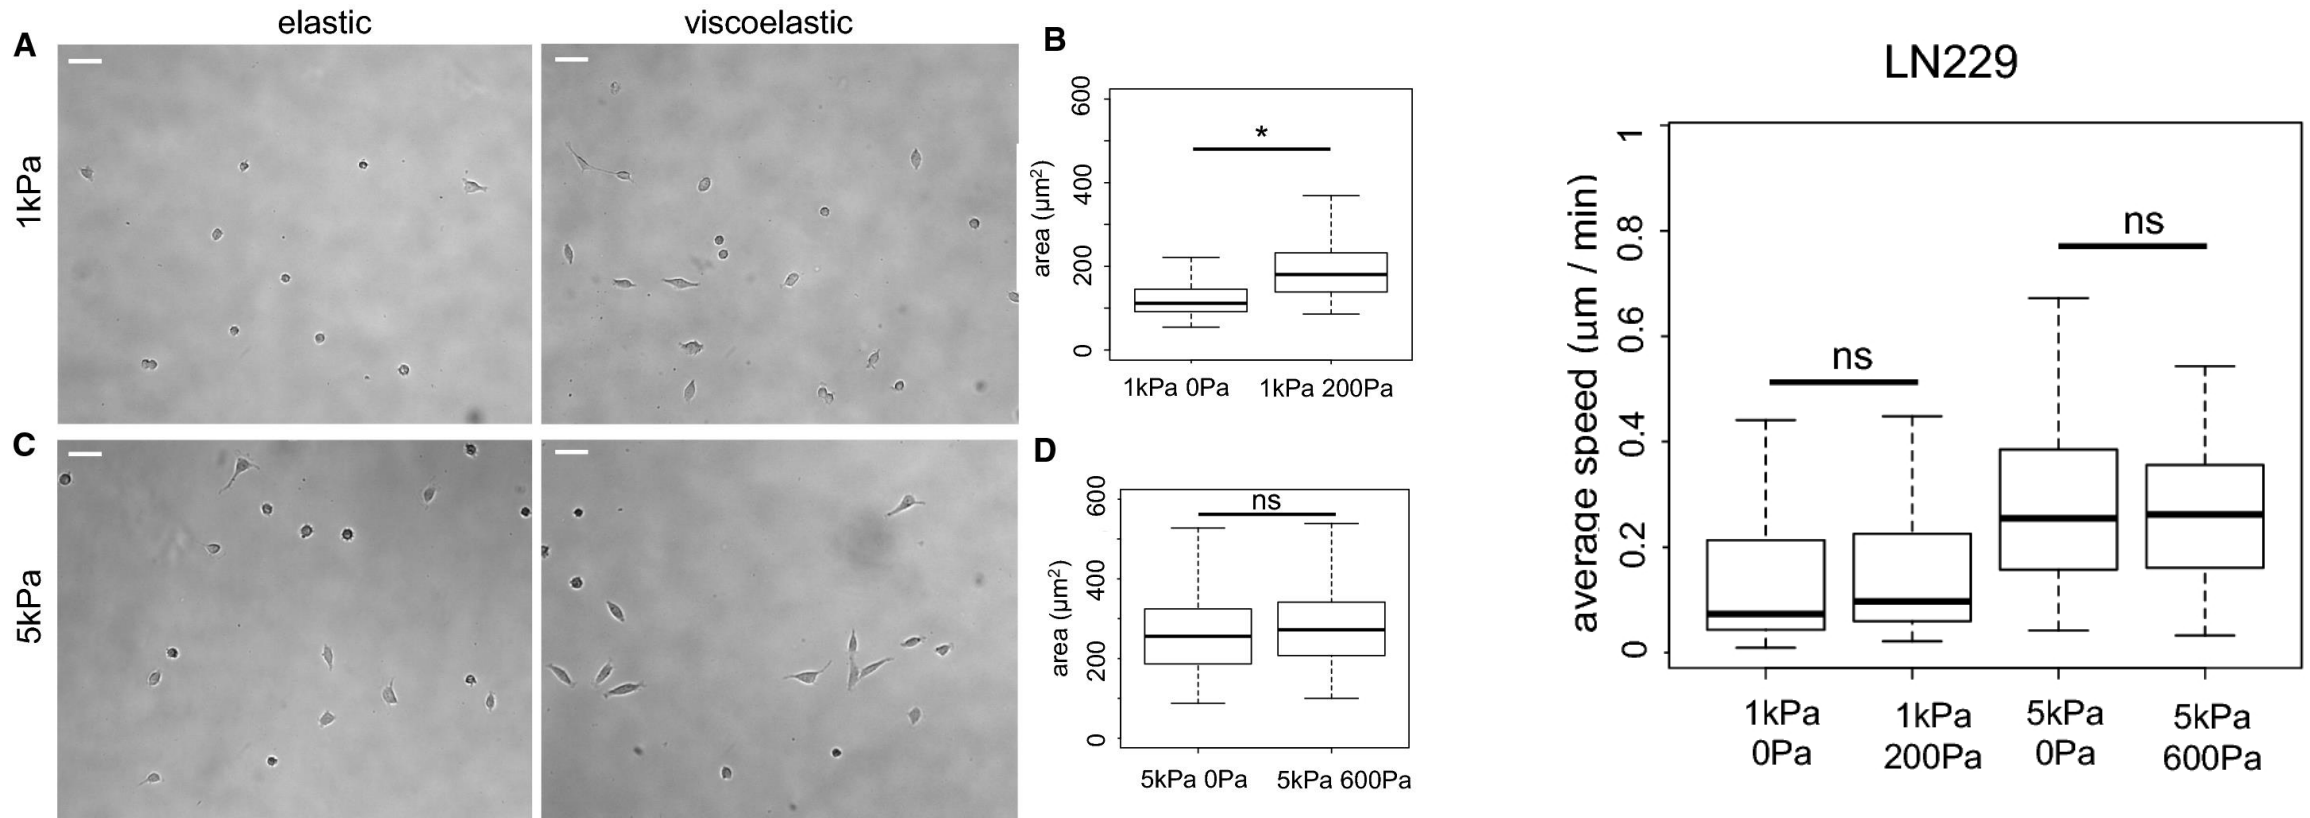 elastic
viscoelastic
A
1kPa
B
area (µm²)
600
400
200
0
*
1kPa 0Pa
1kPa 200Pa
C
5kPa
D
area (µm²)
600
400
200
0
ns
5kPa 0Pa
5kPa 600Pa
LN229
average speed (µm / min)
1
0.8
0.6
0.4
0.2
0
ns
ns
1kPa
0Pa
1kPa
200Pa
5kPa
0Pa
5kPa
600Pa